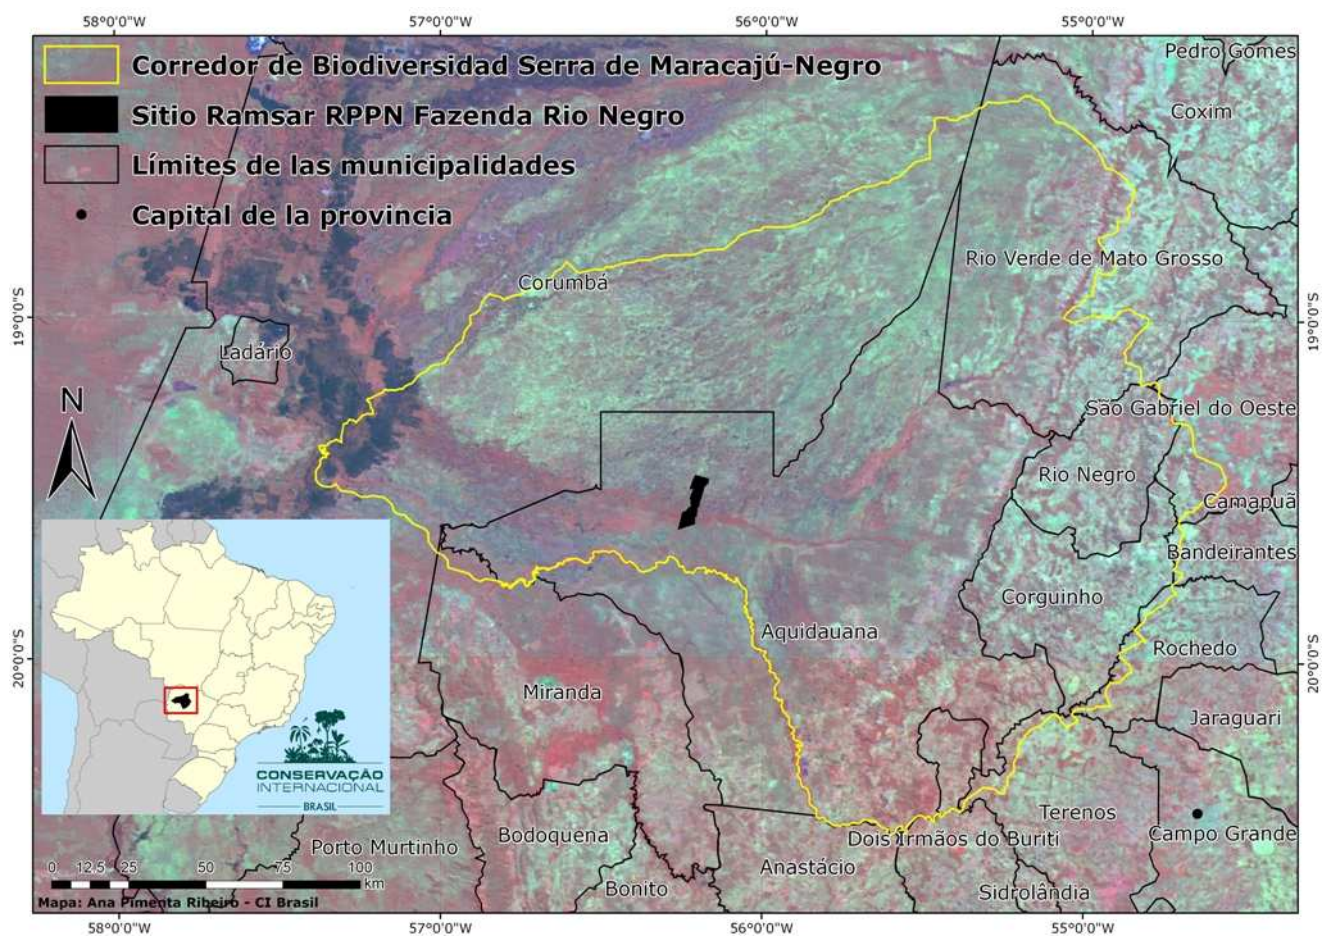 58°0'0"W
57°0'0"W
56°0'0"W
55°0'0"W
Corredor de Biodiversidad Serra de Maracajú-Negro
Sitio Ramsar RPPN Fazenda Rio Negro
Límites de las municipalidades
Capital de la província
Pedro Gomes
Coxim
Rio Verde de Mato Grosso
Corumbá
19°0'0"S
19°0'0"S
Ladário
N
São Gabriel do Oeste
Rio Negro
Camapuã
Bandeirantes
Corguinho
Aquidauana
Rochedo
20°0'0"S
20°0'0"S
Miranda
Jaraguari
CONSERVAÇÃO
INTERNACIONAL
BRASIL
Terenos
Campo Grande
Dois Irmãos do Buriti
Bodoquena
Porto Murtinho
Anastácio
Bonito
Sidrolândia
0 12,5 25 50 75 100
km
Mapa: Ana Pimenta Ribeiro - CI Brasil
58°0'0"W
57°0'0"W
56°0'0"W
55°0'0"W